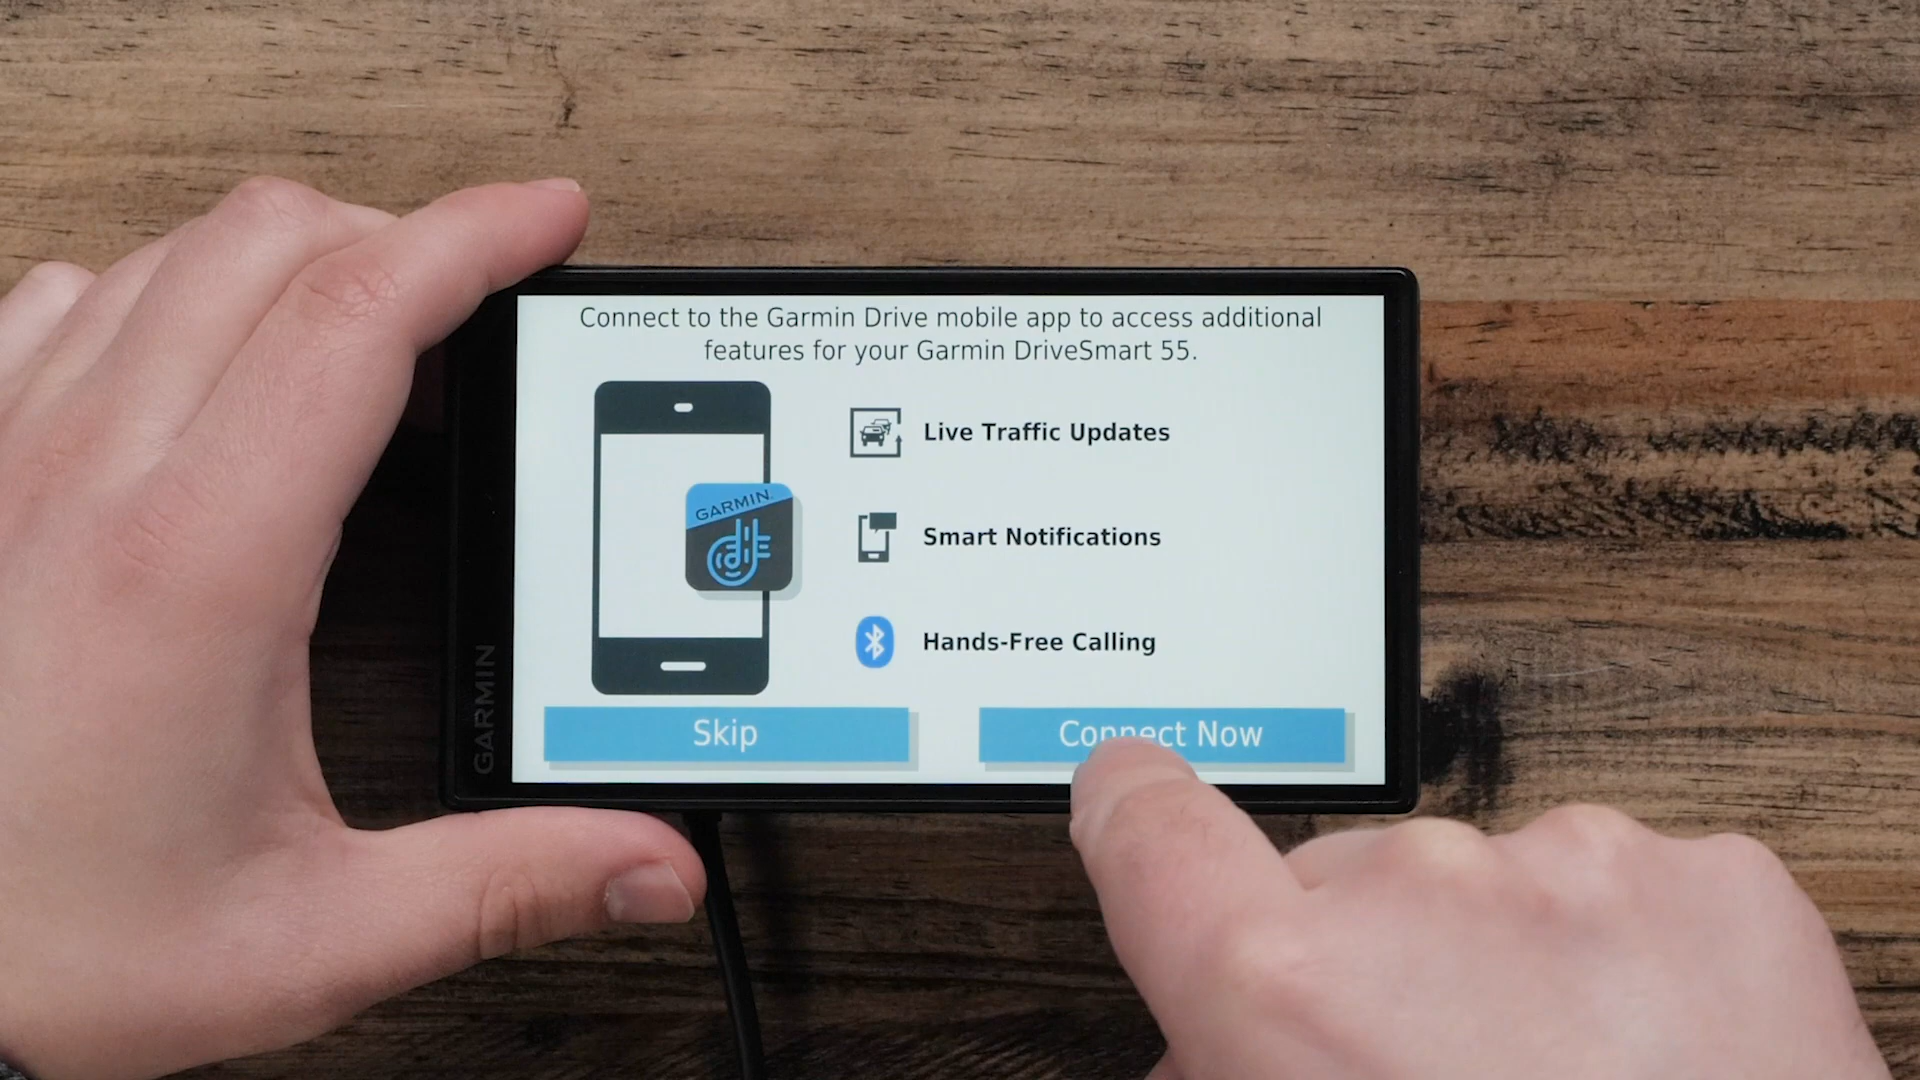 Connect to the Garmin Drive mobile app to access additional
features for your Garmin DriveSmart 55.
Live Traffic Updates
GARMIN
Smart Notifications
Hands-Free Calling
GARMIN
Skip
Connect Now